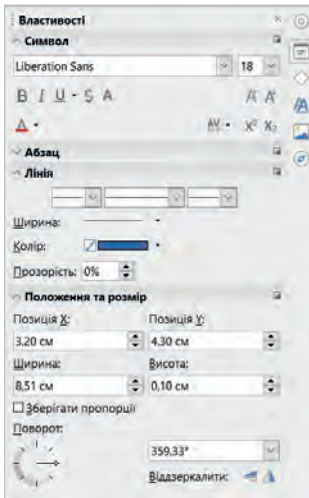 Властивості
Символ
Liberation Sans 18
B I U S A A A
A AV X² X₂
Абзац
Лінія
Ширина:
Колір:
Прозорість: 0%
Положення та розмір
Позиція X: Позиція Y:
3,20 см 4,30 см
Ширина: Висота:
8,51 см 0,10 см
Зберігати пропорції
Поворот:
359,33°
Віддзеркалити: